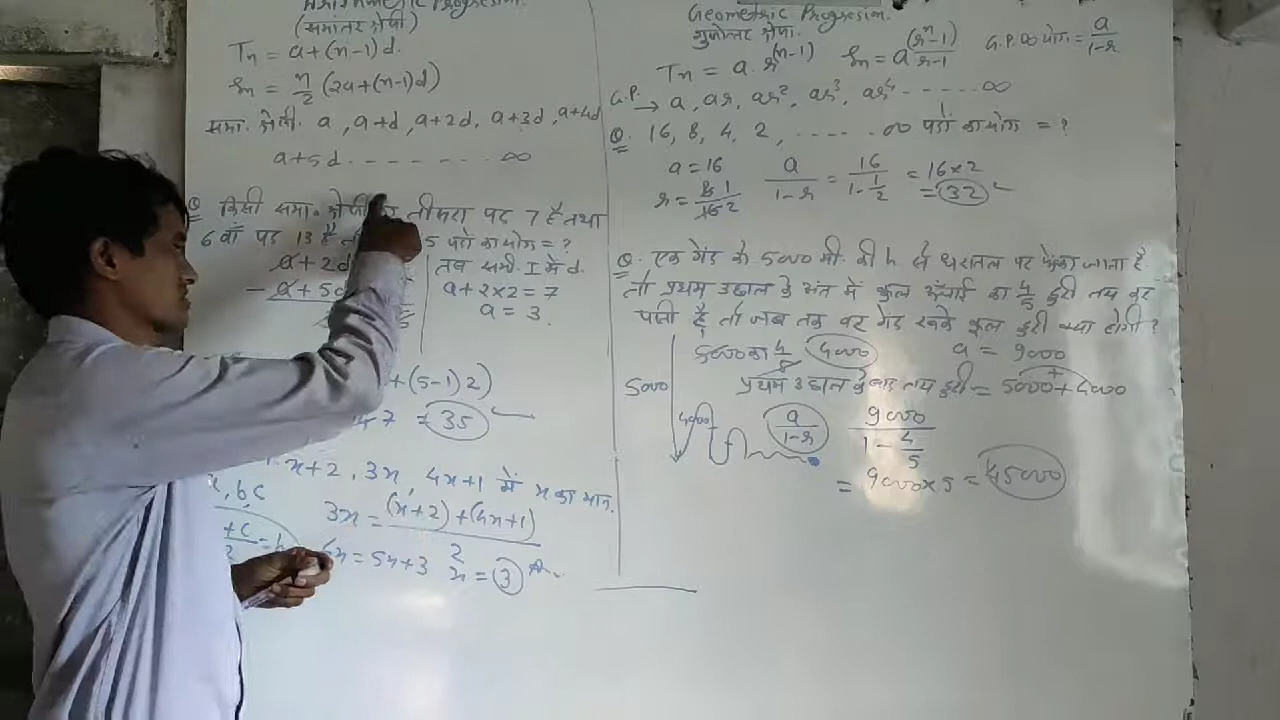 Arithmetic Progression.
(समांतर श्रेणी)
Tn = a+(n-1)d.
Sn = n/2 (2a+(n-1)d)
समा. श्रेणी. a, a+d, a+2d, a+3d, a+4d
a+5d. - - - - - - - ∞
Q किसी समा. श्रेणी का तीसरा पद 7 है तथा
6 वाँ पद 13 है 5 पदो का योग = ?
a + 2d
- a + 5d
तब समी. I में d.
a + 2×2 = 7
a = 3.
+(5-1)2)
×7 = 35
x+2, 3x, 4x+1 में x का मान.
a, b, c
3x = (x+2)+(4x+1) / 2
+c / 2 = b
6x = 5x+3
x = 3 Ans.
Geometric Progression.
गुणोत्तर श्रेणी.
Tn = a.r^(n-1)
Sn = a (r^n-1) / r-1
G.P. ∞ योग = a / 1-r
G.P. → a, ar, ar², ar³, ar⁴ - - - - - ∞
Q. 16, 8, 4, 2, - - - - - ∞ पदों का योग = ?
a = 16
r = 8 1 / 16 2
a / 1-r = 16 / 1-1/2 = 16×2
= 32
Q. एक गेंद को 5000 मी. की h से धरातल पर फेंका जाता है
तो प्रथम उछाल के अंत में कुल ऊँचाई का 4/5 दूरी तय कर
पाती है, तो जब तक वह गेंद रुके कुल दूरी क्या होगी?
5000 का 4/5 4000
a = 9000
5000
प्रथम उछाल के बाद तय दूरी = 5000 + 4000
4000
a / 1-r
9000 / 1 - 4/5
= 9000×5 = 45000